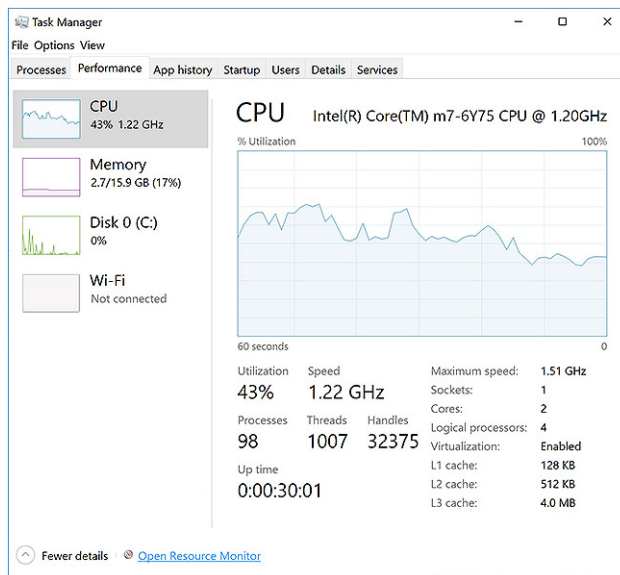 Task Manager
File Options View
Processes Performance App history Startup Users Details Services
CPU
43% 1.22 GHz
Memory
2.7/15.9 GB (17%)
Disk 0 (C:)
0%
Wi-Fi
Not connected
CPU Intel(R) Core(TM) m7-6Y75 CPU @ 1.20GHz
% Utilization 100%
60 seconds 0
Utilization Speed
43% 1.22 GHz
Processes Threads Handles
98 1007 32375
Up time
0:00:30:01
Maximum speed: 1.51 GHz
Sockets: 1
Cores: 2
Logical processors: 4
Virtualization: Enabled
L1 cache: 128 KB
L2 cache: 512 KB
L3 cache: 4.0 MB
Fewer details Open Resource Monitor